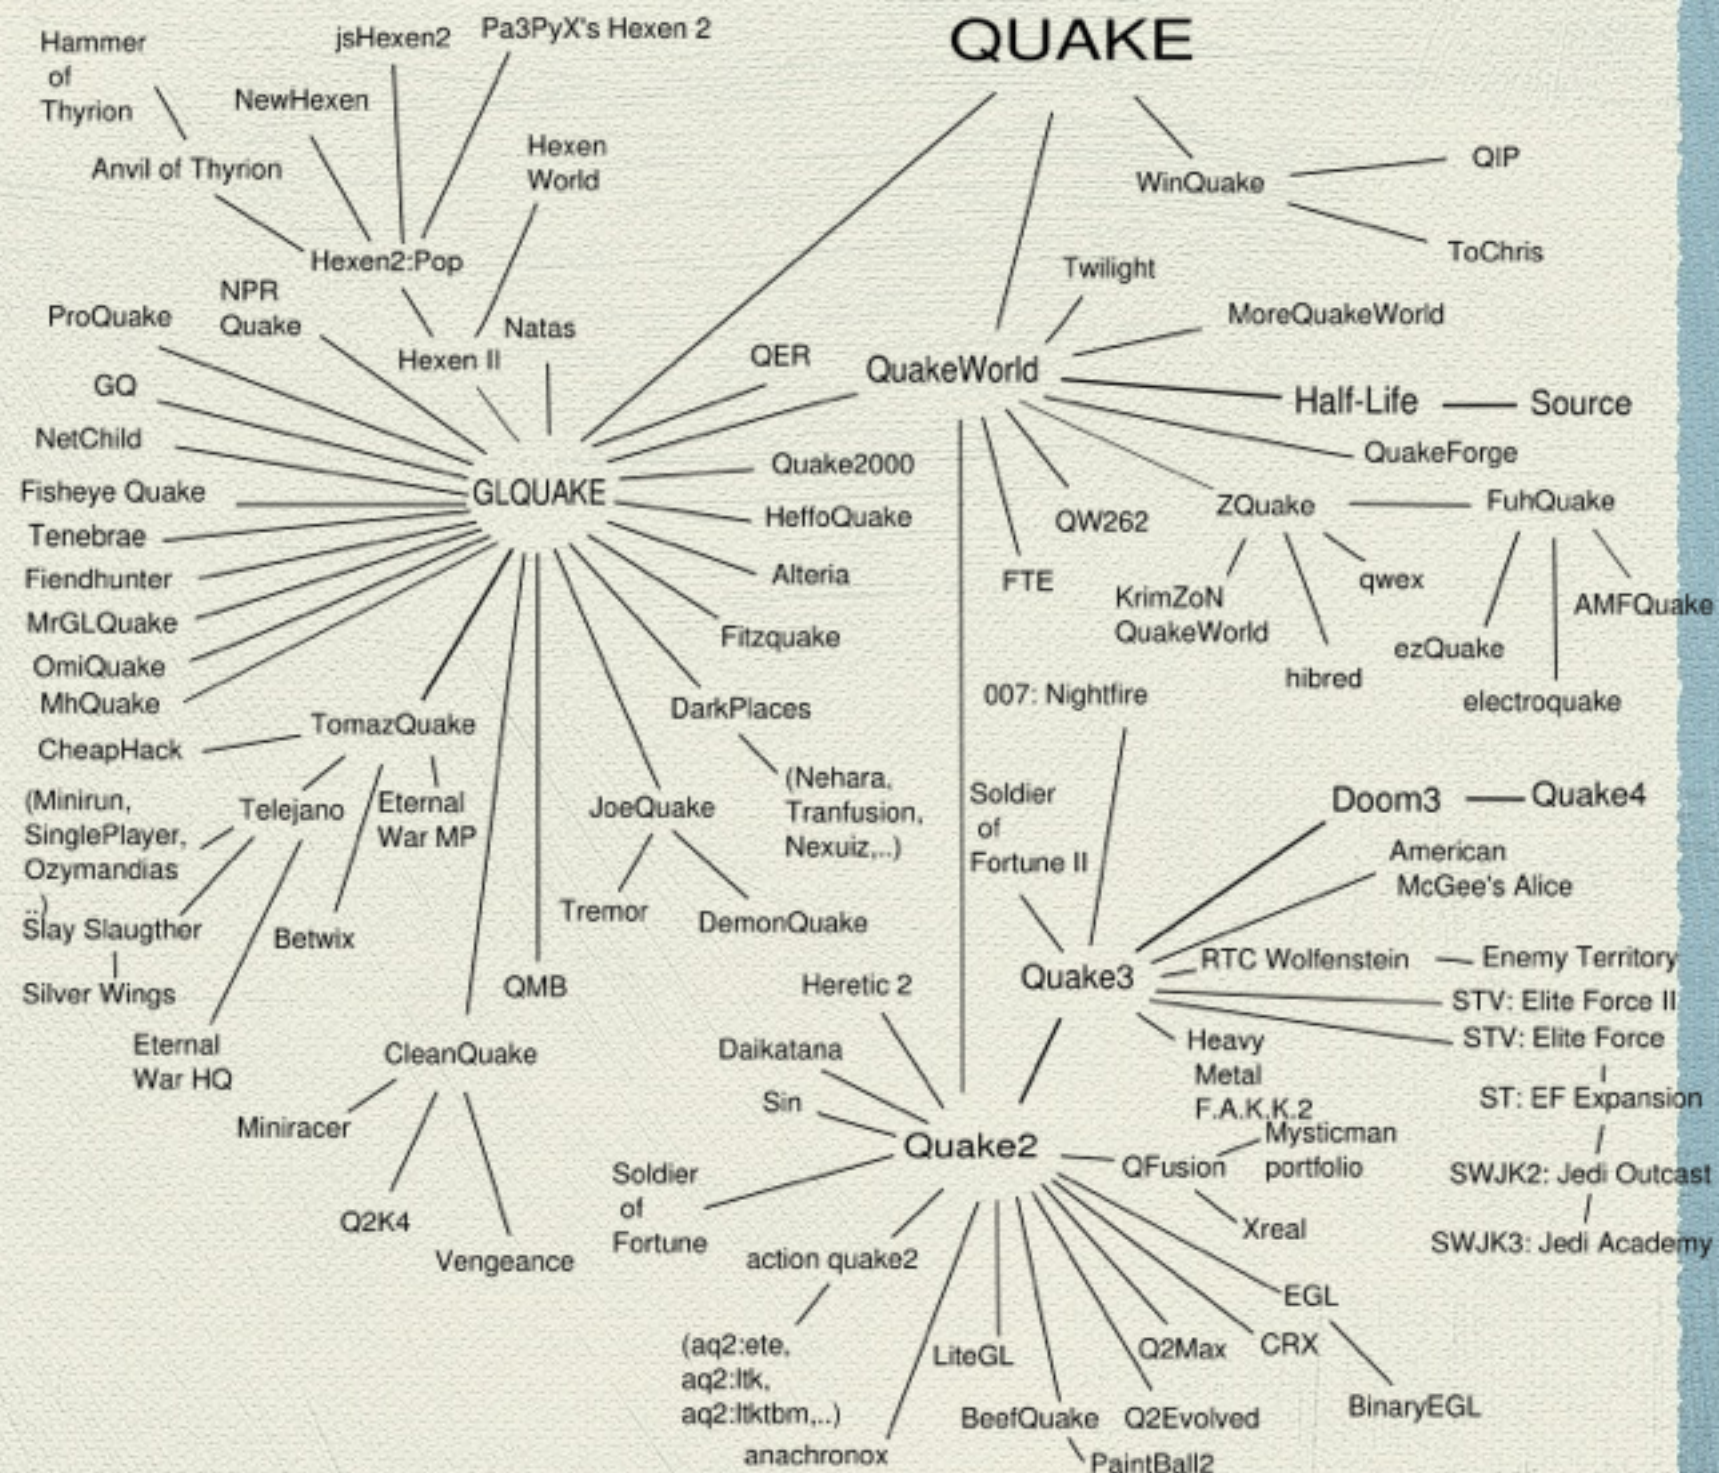 QUAKE
Hammer
of
Thyrion
jsHexen2
Pa3PyX's Hexen 2
NewHexen
Anvil of Thyrion
Hexen
World
Hexen2:Pop
WinQuake
QIP
ToChris
Twilight
MoreQuakeWorld
ProQuake
NPR
Quake
Natas
Hexen II
QER
QuakeWorld
Half-Life
Source
GQ
NetChild
QuakeForge
Fisheye Quake
GLQUAKE
Quake2000
HeffoQuake
QW262
ZQuake
FuhQuake
Tenebrae
Fiendhunter
Alteria
FTE
KrimZoN
QuakeWorld
qwex
AMFQuake
MrGLQuake
Fitzquake
hibred
ezQuake
electroquake
OmiQuake
MhQuake
007: Nightfire
DarkPlaces
TomazQuake
CheapHack
(Minirun,
SinglePlayer,
Ozymandias
..)
Telejano
Eternal
War MP
JoeQuake
(Nehara,
Tranfusion,
Nexuiz,..)
Soldier
of
Fortune II
Doom3
Quake4
American
McGee's Alice
Slay Slaugther
Silver Wings
Betwix
Tremor
DemonQuake
QMB
Heretic 2
Quake3
RTC Wolfenstein
Enemy Territory
STV: Elite Force II
STV: Elite Force
Heavy
Metal
F.A.K.K.2
ST: EF Expansion
SWJK2: Jedi Outcast
SWJK3: Jedi Academy
Eternal
War HQ
CleanQuake
Daikatana
Sin
Miniracer
Quake2
QFusion
Mysticman
portfolio
Xreal
Q2K4
Vengeance
Soldier
of
Fortune
action quake2
(aq2:ete,
aq2:ltk,
aq2:ltktbm,..)
anachronox
LiteGL
BeefQuake
PaintBall2
Q2Evolved
Q2Max
CRX
EGL
BinaryEGL